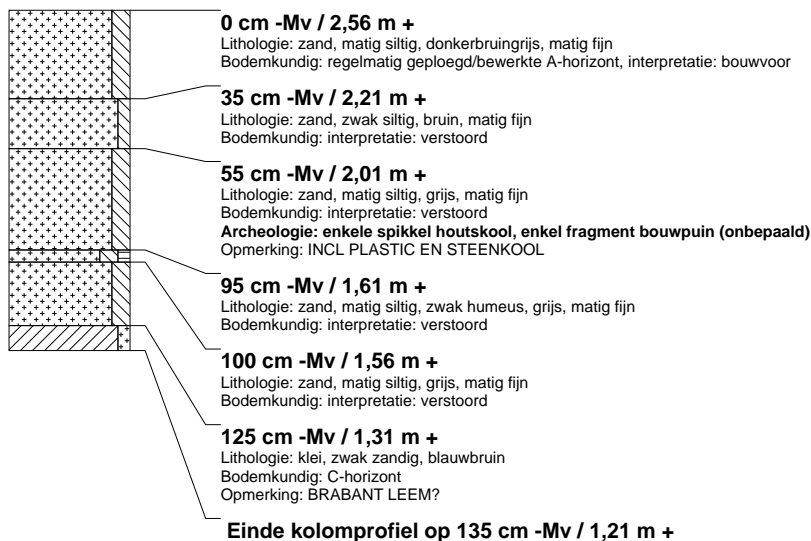 0 cm -Mv / 2,56 m +
Lithologie: zand, matig siltig, donkerbruingrijs, matig fijn
Bodemkundig: regelmatig geploegd/bewerkte A-horizont, interpretatie: bouwvoor
35 cm -Mv / 2,21 m +
Lithologie: zand, zwak siltig, bruin, matig fijn
Bodemkundig: interpretatie: verstoord
55 cm -Mv / 2,01 m +
Lithologie: zand, matig siltig, grijs, matig fijn
Bodemkundig: interpretatie: verstoord
Archeologie: enkele spikkel houtskool, enkel fragment bouwpuin (onbepaald)
Opmerking: INCL PLASTIC EN STEENKOOL
95 cm -Mv / 1,61 m +
Lithologie: zand, matig siltig, zwak humeus, grijs, matig fijn
Bodemkundig: interpretatie: verstoord
100 cm -Mv / 1,56 m +
Lithologie: zand, matig siltig, grijs, matig fijn
Bodemkundig: interpretatie: verstoord
125 cm -Mv / 1,31 m +
Lithologie: klei, zwak zandig, blauwbruin
Bodemkundig: C-horizont
Opmerking: BRABANT LEEM?
Einde kolomprofiel op 135 cm -Mv / 1,21 m +